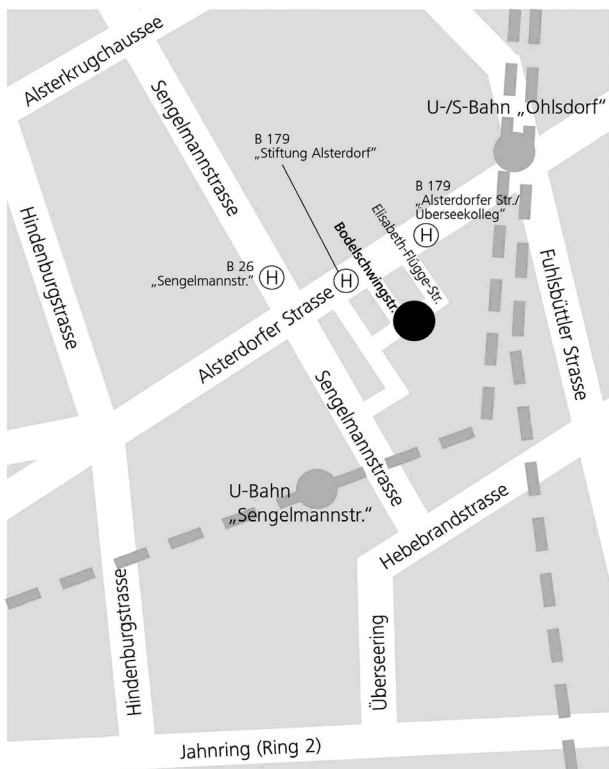 Alsterkrugchaussee
Sengelmannstrasse
U-/S-Bahn „Ohlsdorf“
B 179
„Stiftung Alsterdorf“
B 179
„Alsterdorfer Str./
Überseekolleg“
Hindenburgstrasse
B 26
„Sengelmannstr.“
H
H
H
Bodelschwingstr.
Elisabeth-Flügge-Str.
Alsterdorfer Strasse
Fuhlsbüttler Strasse
Sengelmannstrasse
U-Bahn
„Sengelmannstr.“
Hebebrandstrasse
Hindenburgstrasse
Überseering
Jahnring (Ring 2)